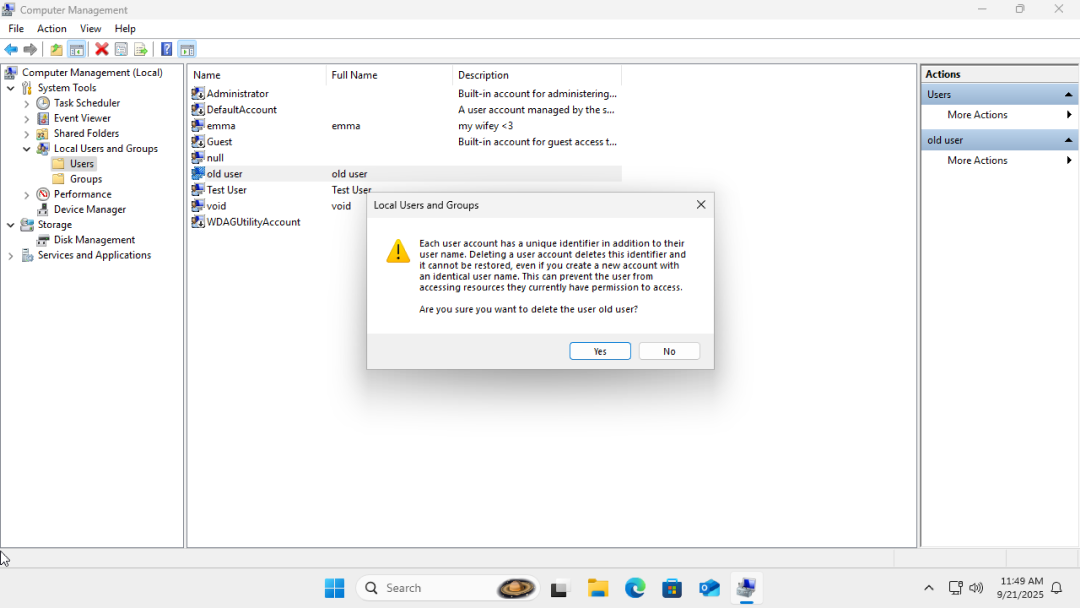 Computer Management
File Action View Help
Computer Management (Local)
System Tools
Task Scheduler
Event Viewer
Shared Folders
Local Users and Groups
Users
Groups
Performance
Device Manager
Storage
Disk Management
Services and Applications
Name Full Name Description
Administrator Built-in account for administering...
DefaultAccount A user account managed by the s...
emma emma my wifey <3
Guest Built-in account for guest access t...
null
old user old user
Test User Test User
void void
WDAGUtilityAccount
Local Users and Groups
Each user account has a unique identifier in addition to their
user name. Deleting a user account deletes this identifier and
it cannot be restored, even if you create a new account with
an identical user name. This can prevent the user from
accessing resources they currently have permission to access.
Are you sure you want to delete the user old user?
Yes No
Actions
Users
More Actions
old user
More Actions
Search
11:49 AM
9/21/2025